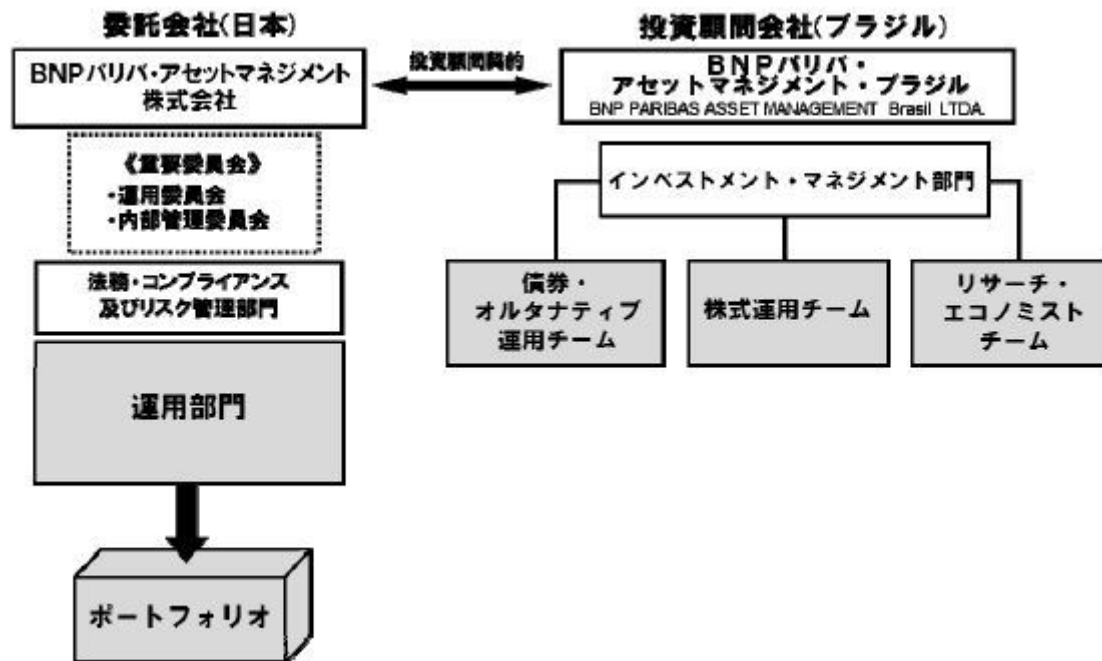 委託会社(日本)
BNPパリバ・アセットマネジメント
株式会社
《重要委員会》
・運用委員会
・内部管理委員会
法務・コンプライアンス
及びリスク管理部門
運用部門
ポートフォリオ
投資顧問契約
投資顧問会社(ブラジル)
BNPパリバ・
アセットマネジメント・ブラジル
BNP PARIBAS ASSET MANAGEMENT Brasil LTDA.
インベストメント・マネジメント部門
債券・
オルタナティブ
運用チーム
株式運用チーム
リサーチ・
エコノミスト
チーム